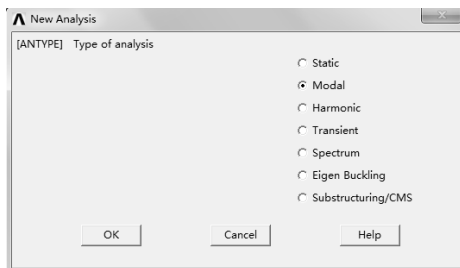 New Analysis
[ANTYPE] Type of analysis
Static
Modal
Harmonic
Transient
Spectrum
Eigen Buckling
Substructuring/CMS
OK Cancel Help